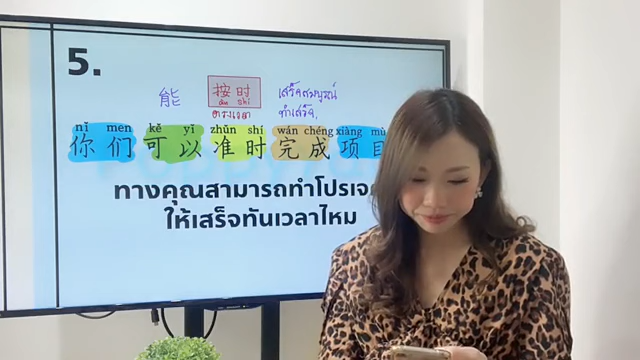 5.
能 按时 เสร็จสมบูรณ์
àn shí
ตรงเวลา ทำเสร็จ.
nǐ men kě yǐ zhǔn shí wán chéng xiàng mù
你们可以准时完成项目
ทางคุณสามารถทำโปรเจค
ให้เสร็จทันเวลาไหม